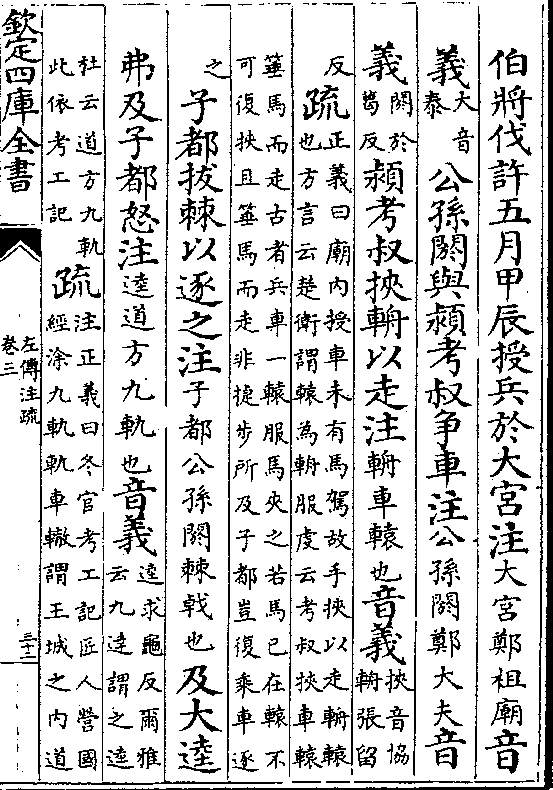 伯將伐許五月甲辰授兵於大宮注大宮鄭祖廟音
義大音
泰公孫閼與潁考叔争車注公孫閼鄭大夫音
義閼於
葛反潁考叔挾輈以走注輈車轅也音義挾音協
輈張留
反疏正義曰廟內授車未有馬駕故手挾以走輈轅
也方言云楚衛謂轅為輈服虔云考叔挾車轅
箠馬而走古者兵車一轅服馬夾之若馬已在轅不
可復挾且箠馬而走非捷步所及子都豈復乘車逐
之子都拔棘以逐之注子都公孫閼棘戟也及大逵
弗及子都怒注逵道方九軌也音義逵求龜反爾雅
云九逵謂之逵
杜云道方九軌
此依考工記疏注正義曰冬官考工記匠人營國
經涂九軌軌車轍謂王城之內道
欽定四庫全書
左傳注疏
卷三
三十二